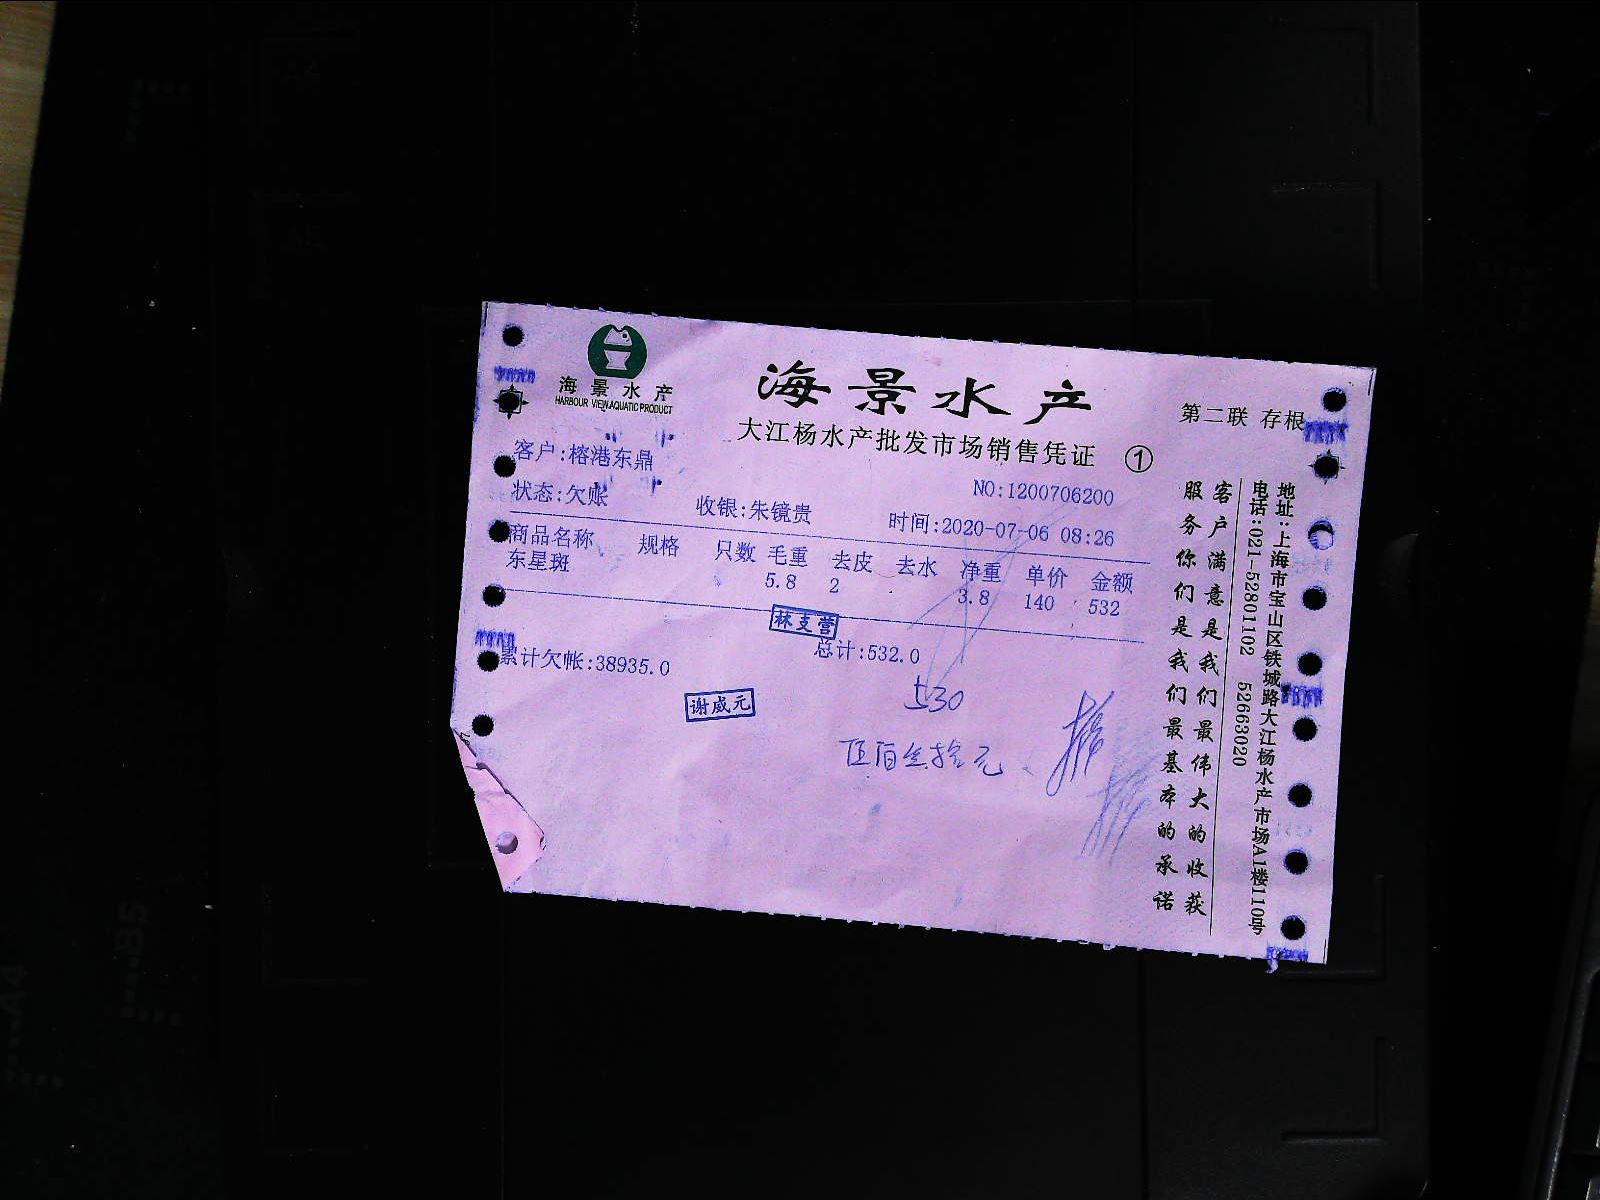 海景水产
HARBOUR VIEW AQUATIC PRODUCT
海景水产
大江杨水产批发市场销售凭证 ①
第二联 存根
客户:榕港东鼎
NO:1200706200
状态:欠账 收银:朱镜贵 时间:2020-07-06 08:26
商品名称 规格 只数 毛重 去皮 去水 净重 单价 金额
东星斑 5.8 2 3.8 140 532
林支营
累计欠帐:38935.0 总计:532.0
谢威元
530
伍佰叁拾元
客户满意是我们最伟大的收获
服务你们是我们最基本的承诺
地址:上海市宝山区铁城路大江杨水产市场A1楼110号
电话:021-52801102 52663020